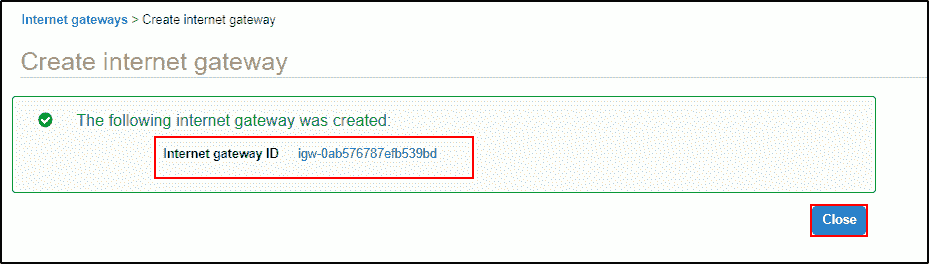 Internet gateways > Create internet gateway
Create internet gateway
The following internet gateway was created:
Internet gateway ID igw-0ab576787efb539bd
Close